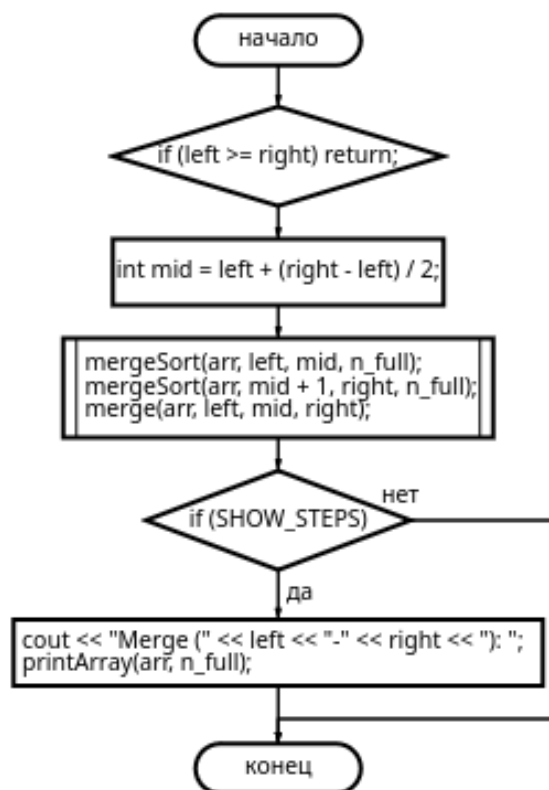 начало
if (left >= right) return;
int mid = left + (right - left) / 2;
mergeSort(arr, left, mid, n_full);
mergeSort(arr, mid + 1, right, n_full);
merge(arr, left, mid, right);
нет
if (SHOW_STEPS)
да
cout << "Merge (" << left << "-" << right << "): ";
printArray(arr, n_full);
конец